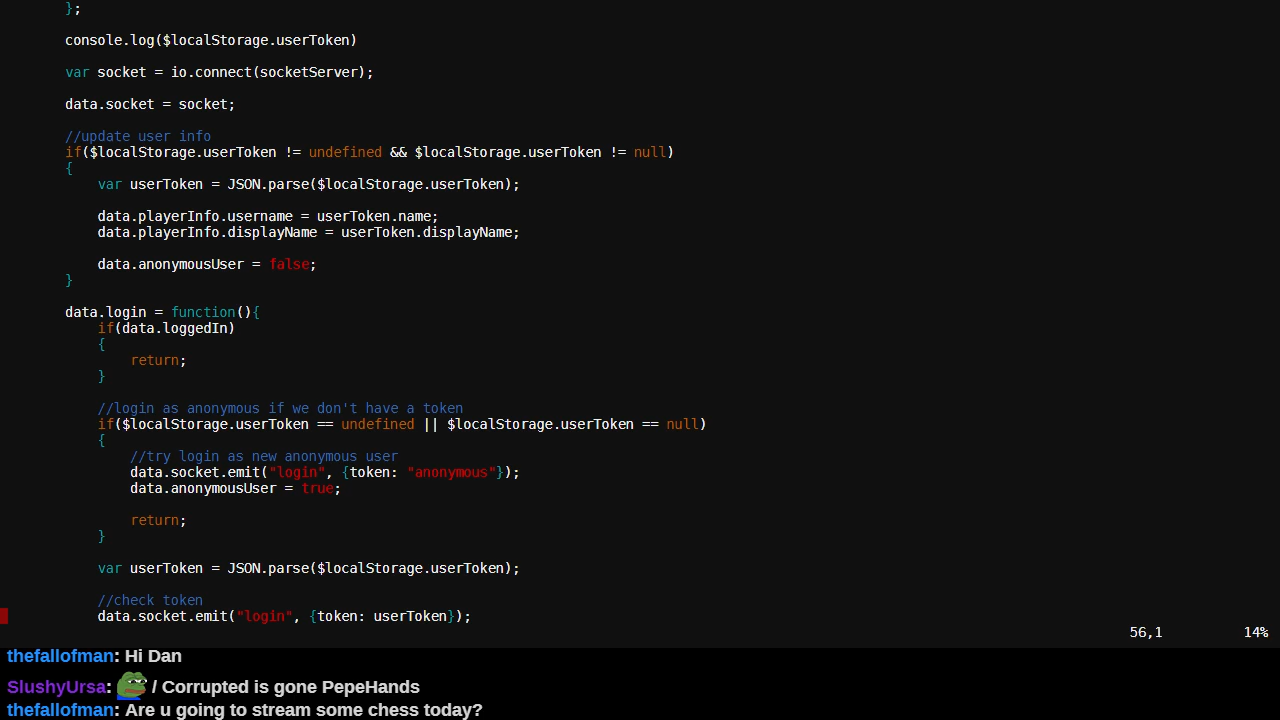 };
console.log($localStorage.userToken)
var socket = io.connect(socketServer);
data.socket = socket;
//update user info
if($localStorage.userToken != undefined && $localStorage.userToken != null)
{
var userToken = JSON.parse($localStorage.userToken);
data.playerInfo.username = userToken.name;
data.playerInfo.displayName = userToken.displayName;
data.anonymousUser = false;
}
data.login = function(){
if(data.loggedIn)
{
return;
}
//login as anonymous if we don't have a token
if($localStorage.userToken == undefined || $localStorage.userToken == null)
{
//try login as new anonymous user
data.socket.emit("login", {token: "anonymous"});
data.anonymousUser = true;
return;
}
var userToken = JSON.parse($localStorage.userToken);
//check token
data.socket.emit("login", {token: userToken});
56,1 14%
thefallofman: Hi Dan
SlushyUrsa: / Corrupted is gone PepeHands
thefallofman: Are u going to stream some chess today?